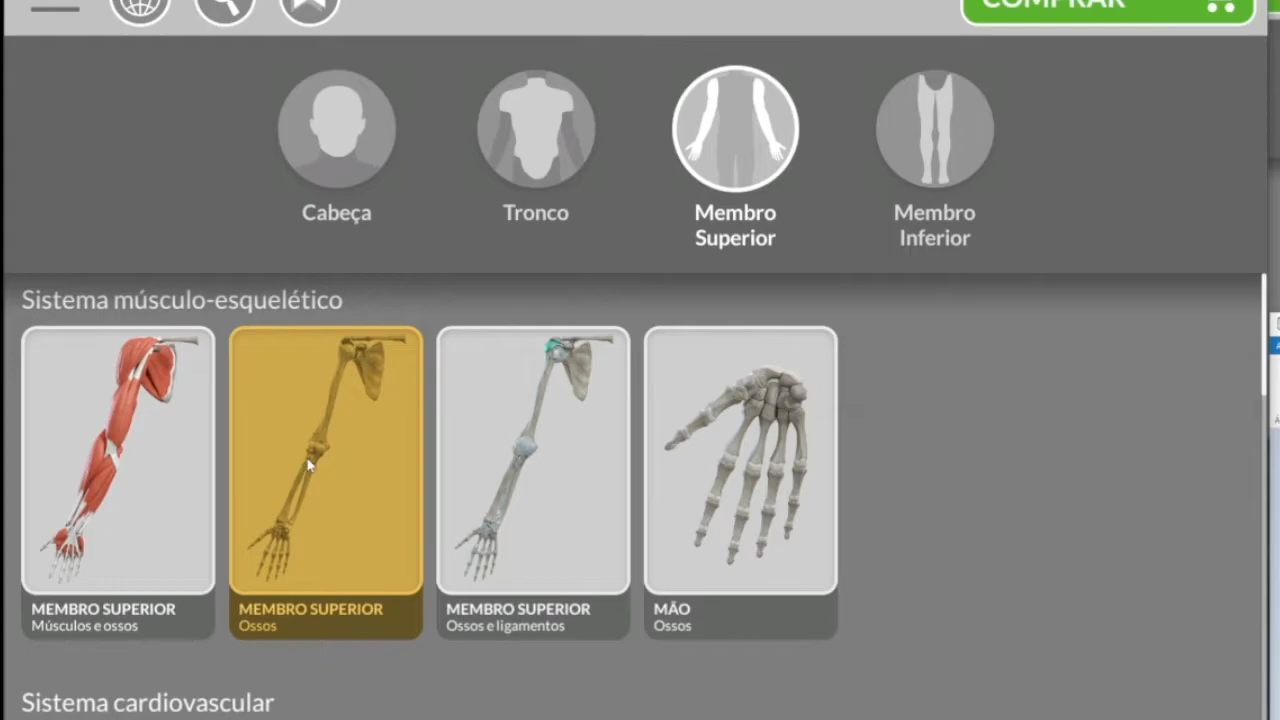 COMPRAR
Cabeça
Tronco
Membro
Superior
Membro
Inferior
Sistema músculo-esquelético
MEMBRO SUPERIOR
Músculos e ossos
MEMBRO SUPERIOR
Ossos
MEMBRO SUPERIOR
Ossos e ligamentos
MÃO
Ossos
Sistema cardiovascular